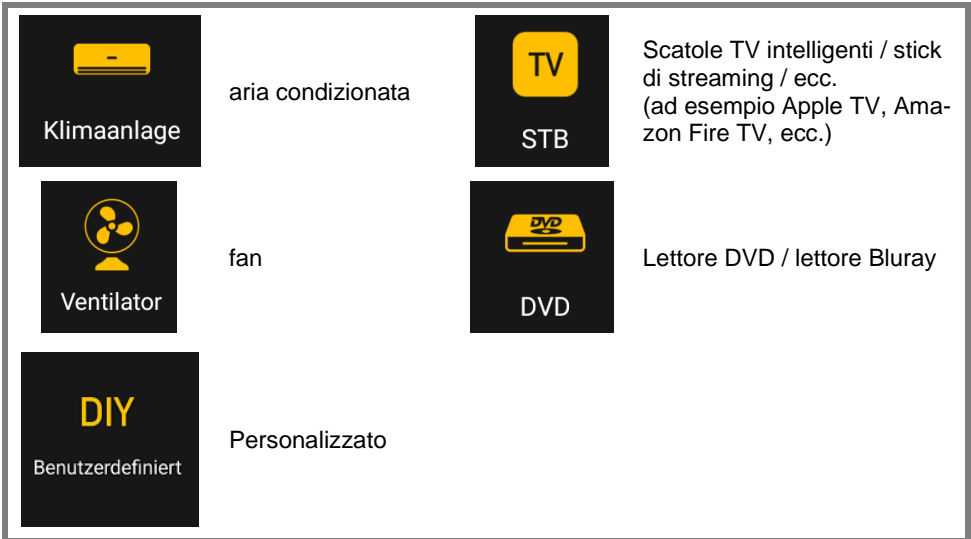 Klimaanlage
aria condizionata
TV
STB
Scatole TV intelligenti / stick
di streaming / ecc.
(ad esempio Apple TV, Ama-
zon Fire TV, ecc.)
Ventilator
fan
DVD
DVD
Lettore DVD / lettore Bluray
DIY
Benutzerdefiniert
Personalizzato